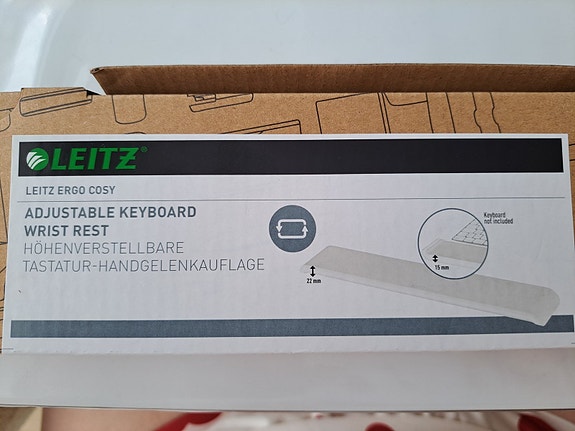 LEITZ®
LEITZ ERGO COSY
ADJUSTABLE KEYBOARD
WRIST REST
HÖHENVERSTELLBARE
TASTATUR-HANDGELENKAUFLAGE
Keyboard
not included
15 mm
22 mm